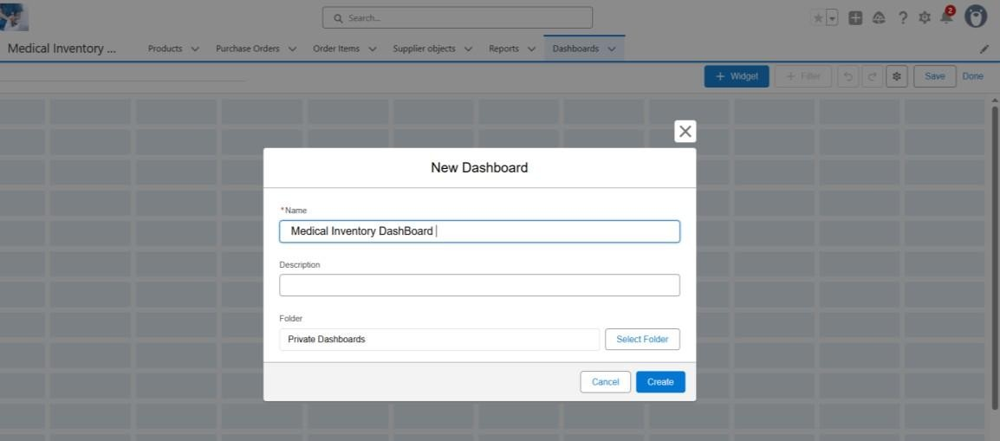 Search...
2
Medical Inventory ...
Products
Purchase Orders
Order Items
Supplier objects
Reports
Dashboards
+ Widget
+ Filter
Save
Done
New Dashboard
*Name
Medical Inventory DashBoard
Description
Folder
Private Dashboards
Select Folder
Cancel
Create